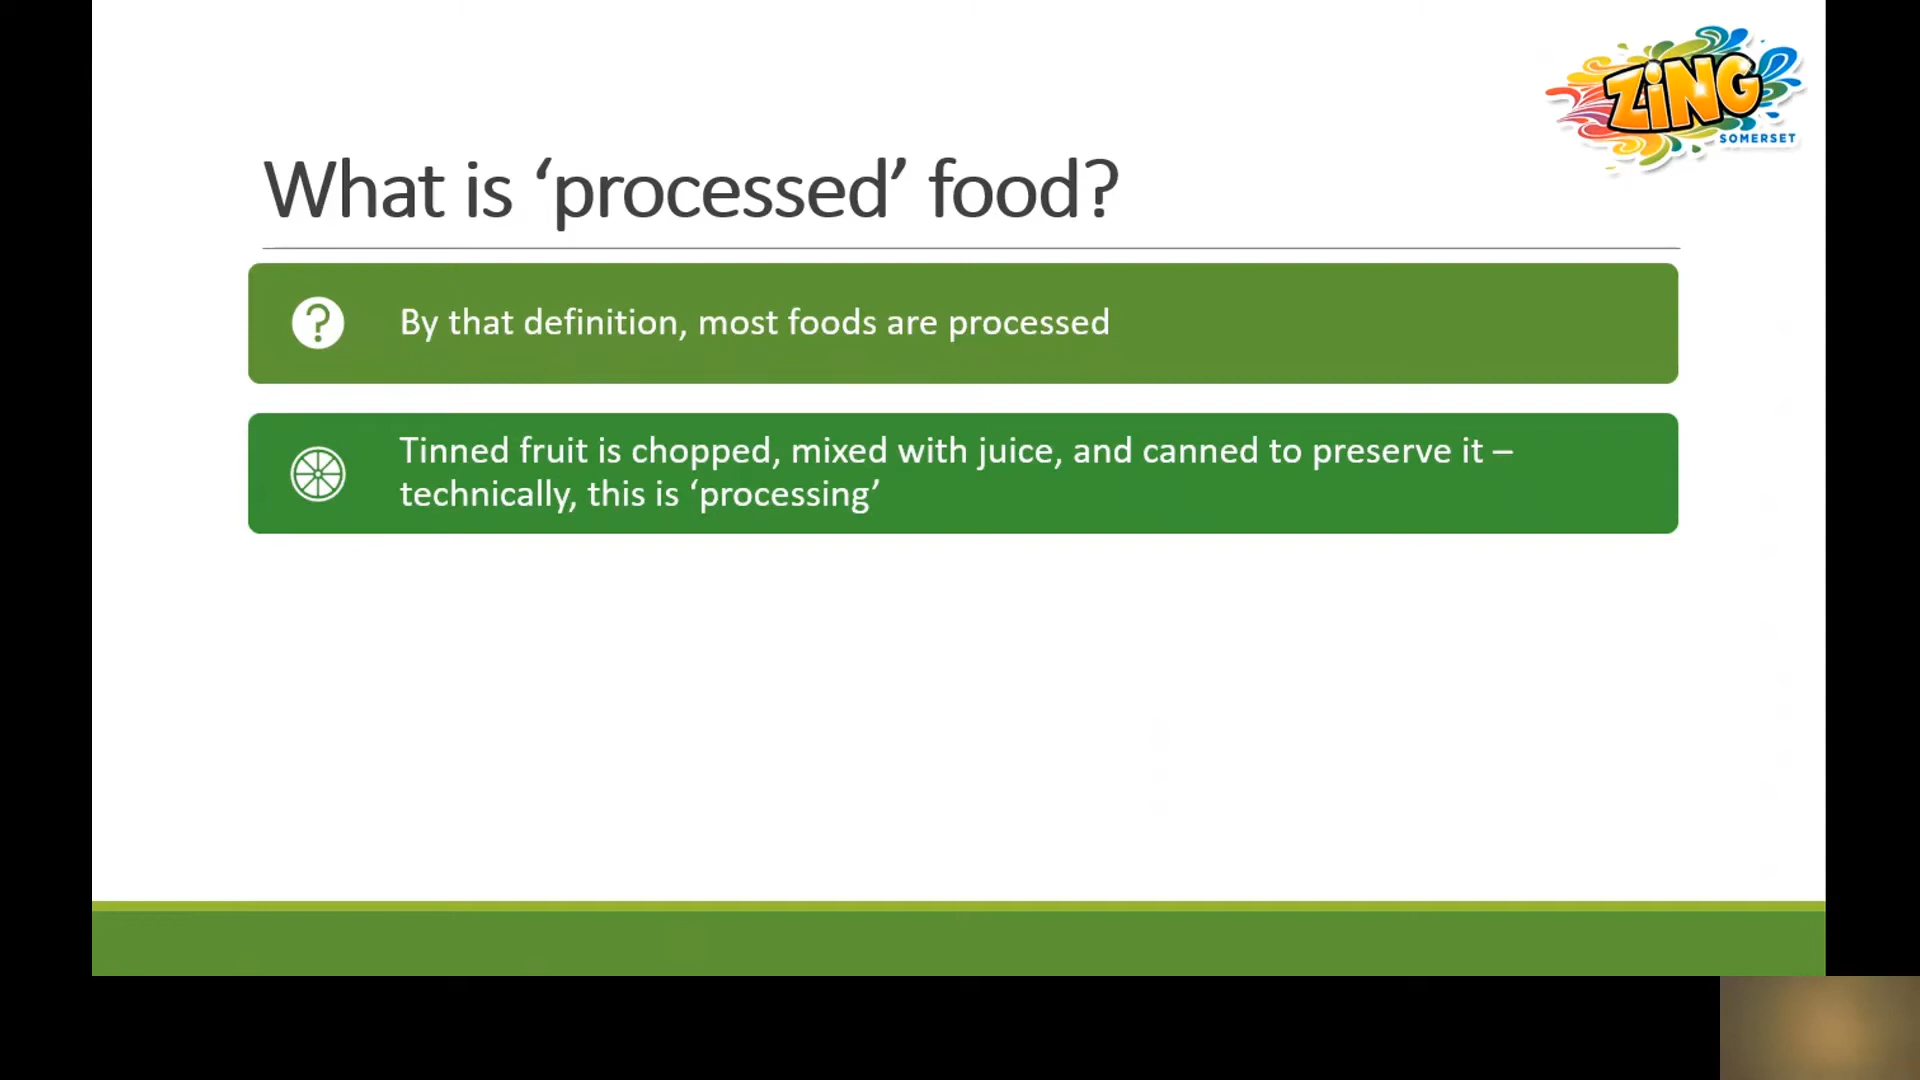 ZiNG
SOMERSET
What is ‘processed’ food?
By that definition, most foods are processed
Tinned fruit is chopped, mixed with juice, and canned to preserve it –
technically, this is ‘processing’